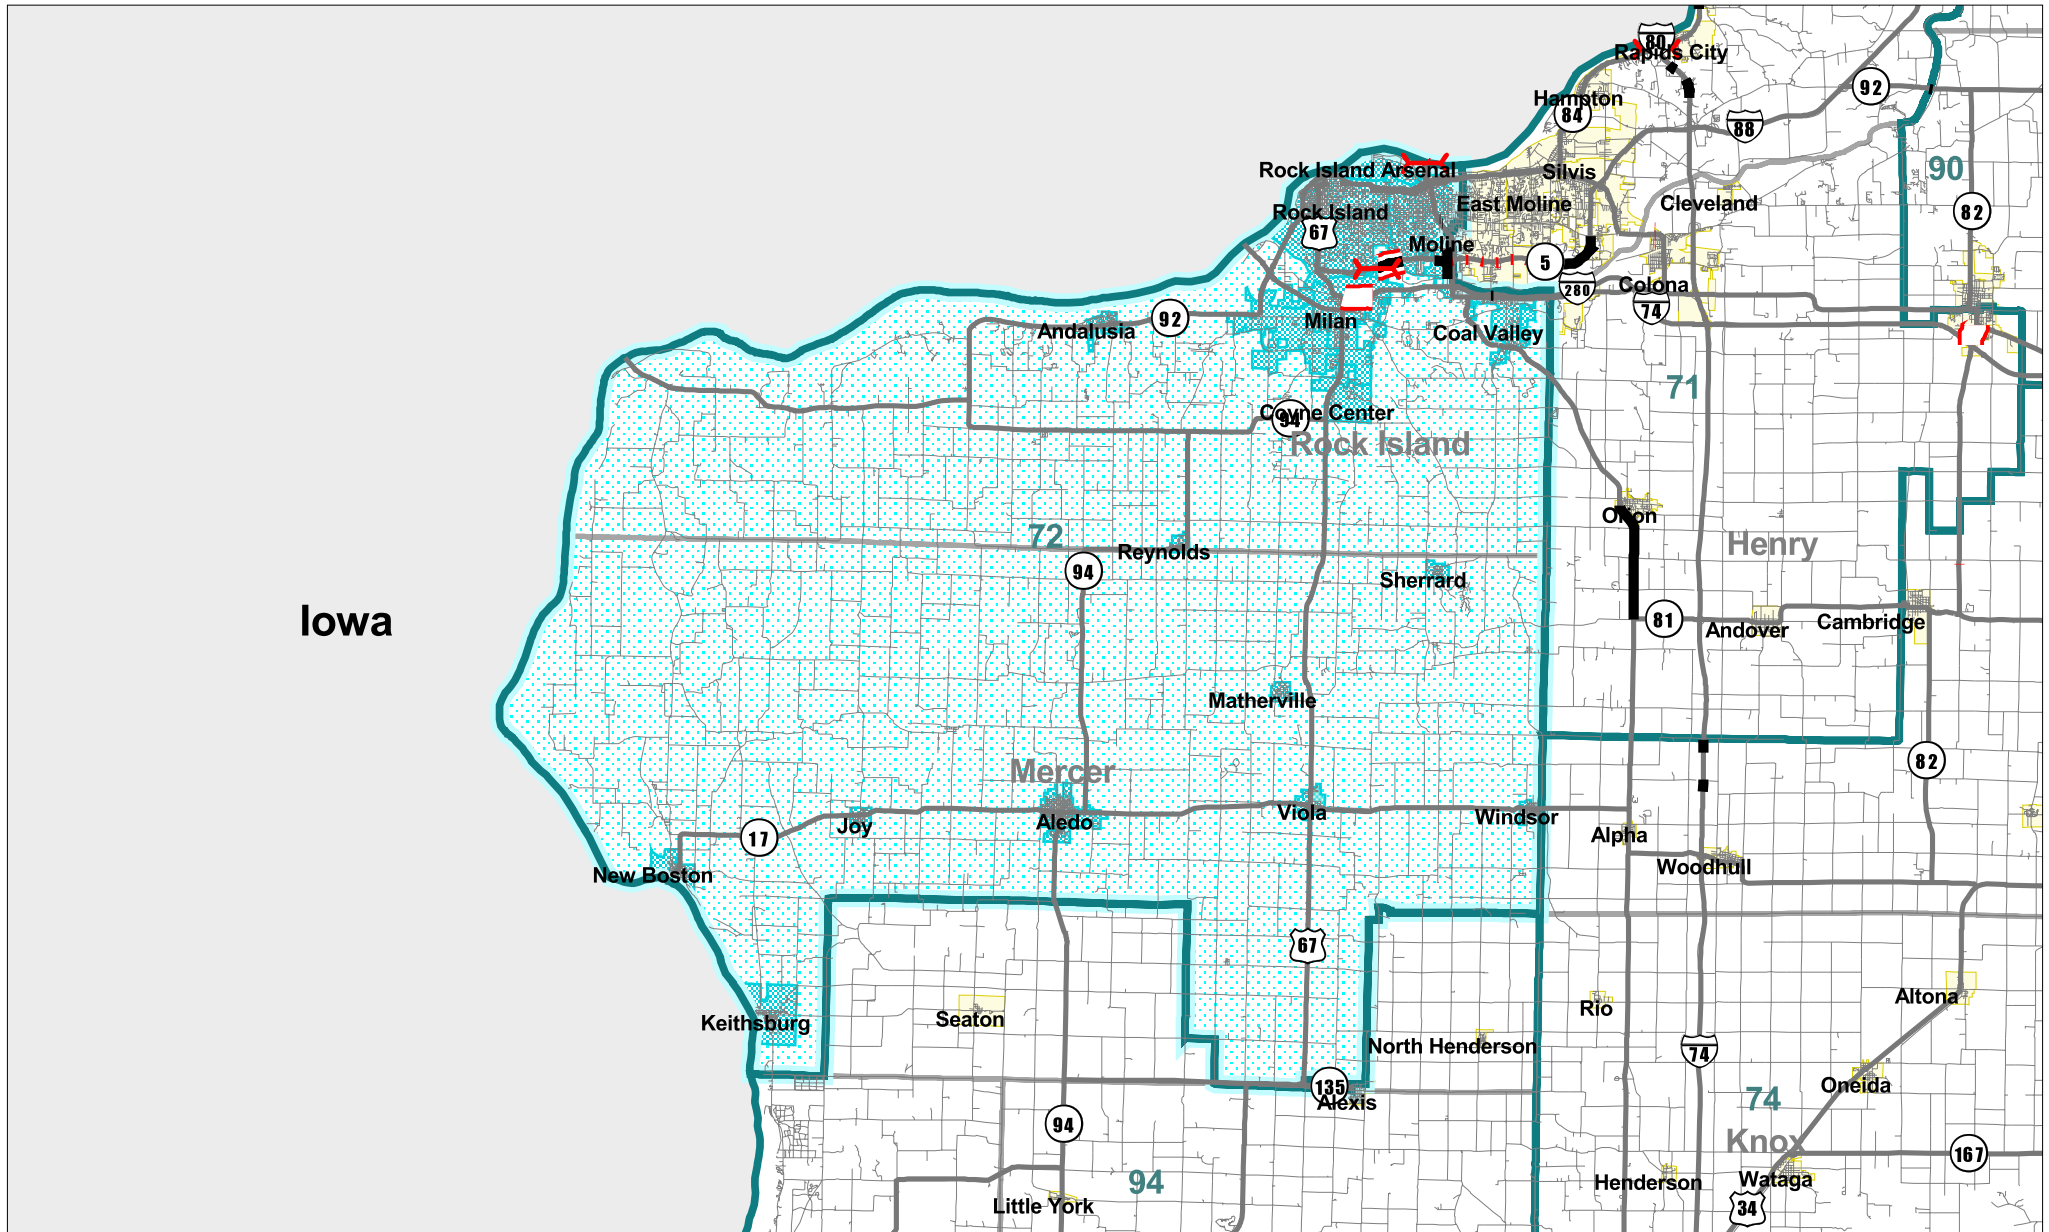 80
Rapids City
92
Hampton
84
88
Rock Island Arsenal
Silvis
90
Rock Island
East Moline
Cleveland
82
67
Moline
5
280
Colona
74
Andalusia
92
Milan
Coal Valley
71
Coyne Center
94
Rock Island
72
Orion
Reynolds
Henry
94
Sherrard
Iowa
81
Andover
Cambridge
Matherville
Mercer
82
Joy
Aledo
Viola
Windsor
17
Alpha
New Boston
Woodhull
67
Keithsburg
Seaton
Rio
Altona
North Henderson
74
135
Alexis
Oneida
74
94
Knox
167
94
Henderson
Wataga
Little York
34